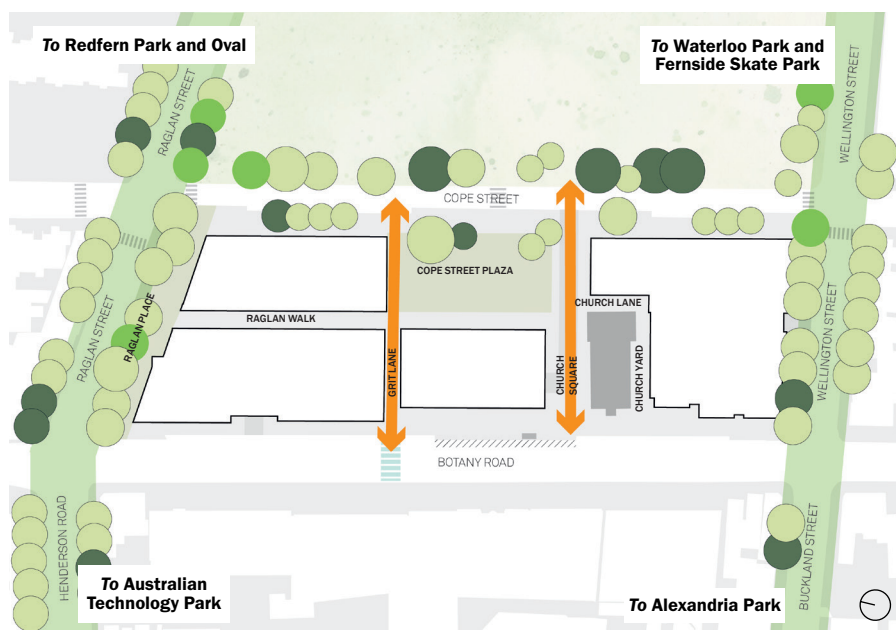 To Redfern Park and Oval
To Waterloo Park and
Fernside Skate Park
RAGLAN STREET
WELLINGTON STREET
COPE STREET
COPE STREET PLAZA
RAGLAN WALK
RAGLAN PLACE
RAGLAN STREET
GRIT LANE
CHURCH
SQUARE
CHURCH LANE
CHURCH YARD
WELLINGTON STREET
BOTANY ROAD
HENDERSON ROAD
BUCKLAND STREET
To Australian
Technology Park
To Alexandria Park